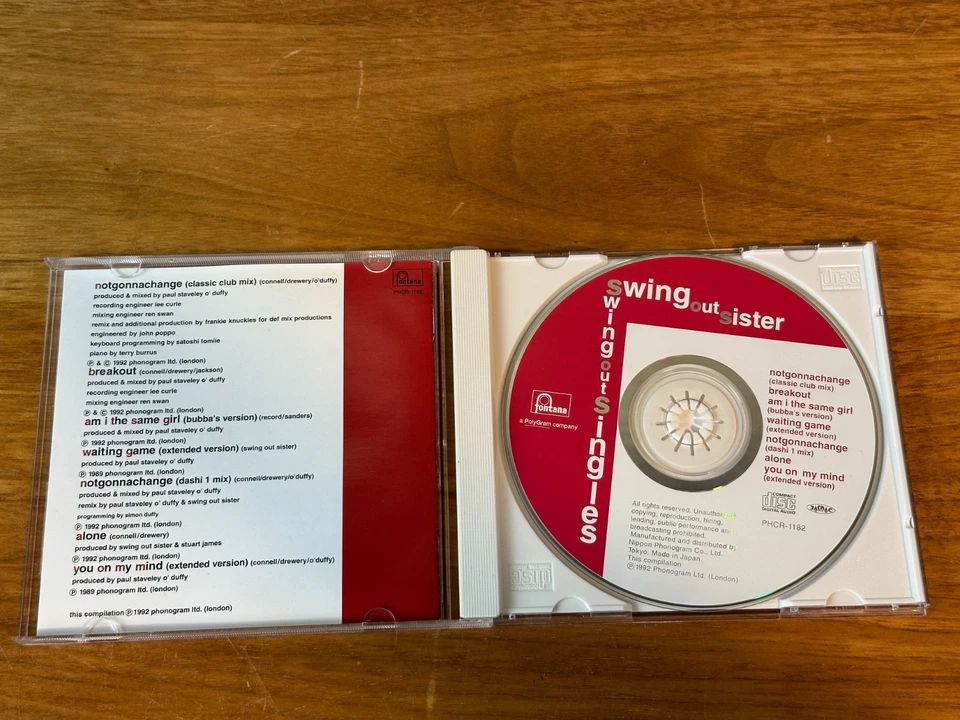 notgonnachange (classic club mix) (connell/drewery/o'duffy)
produced & mixed by paul staveley o' duffy
recording engineer lee curle
mixing engineer ren swan
remix and additional production by frankie knuckles for def mix productions
engineered by john poppo
keyboard programming by satoshi tomiie
piano by terry burrus
℗ & © 1992 phonogram ltd. (london)
breakout (connell/drewery/jackson)
produced & mixed by paul staveley o' duffy
recording engineer lee curle
mixing engineer ren swan
℗ & © 1992 phonogram ltd. (london)
am i the same girl (bubba's version) (record/sanders)
produced & mixed by paul staveley o' duffy
℗ 1992 phonogram ltd. (london)
waiting game (extended version) (swing out sister)
produced by paul staveley o' duffy
℗ 1989 phonogram ltd. (london)
notgonnachange (dashi 1 mix) (connell/drewery/o'duffy)
produced & mixed by paul staveley o' duffy
remix by paul staveley o' duffy & swing out sister
programming by simon duffy
℗ 1992 phonogram ltd. (london)
alone (connell/drewery)
produced by swing out sister & stuart james
℗ 1992 phonogram ltd. (london)
you on my mind (extended version) (connell/drewery/o'duffy)
produced by paul staveley o' duffy
℗ 1989 phonogram ltd. (london)
this compilation ℗ 1992 phonogram ltd. (london)
fontana
PHCR-1182
swing out sister
swing out singles
fontana
a PolyGram company
notgonnachange
(classic club mix)
breakout
am i the same girl
(bubba's version)
waiting game
(extended version)
notgonnachange
(dashi 1 mix)
alone
you on my mind
(extended version)
COMPACT
disc
DIGITAL AUDIO
PHCR-1182
All rights reserved. Unauthorized
copying, reproduction, hiring,
lending, public performance and
broadcasting prohibited.
Manufactured and distributed by
Nippon Phonogram Co., Ltd.
Tokyo. Made in Japan.
This compilation
℗ 1992 Phonogram Ltd. (London)
disc
disc